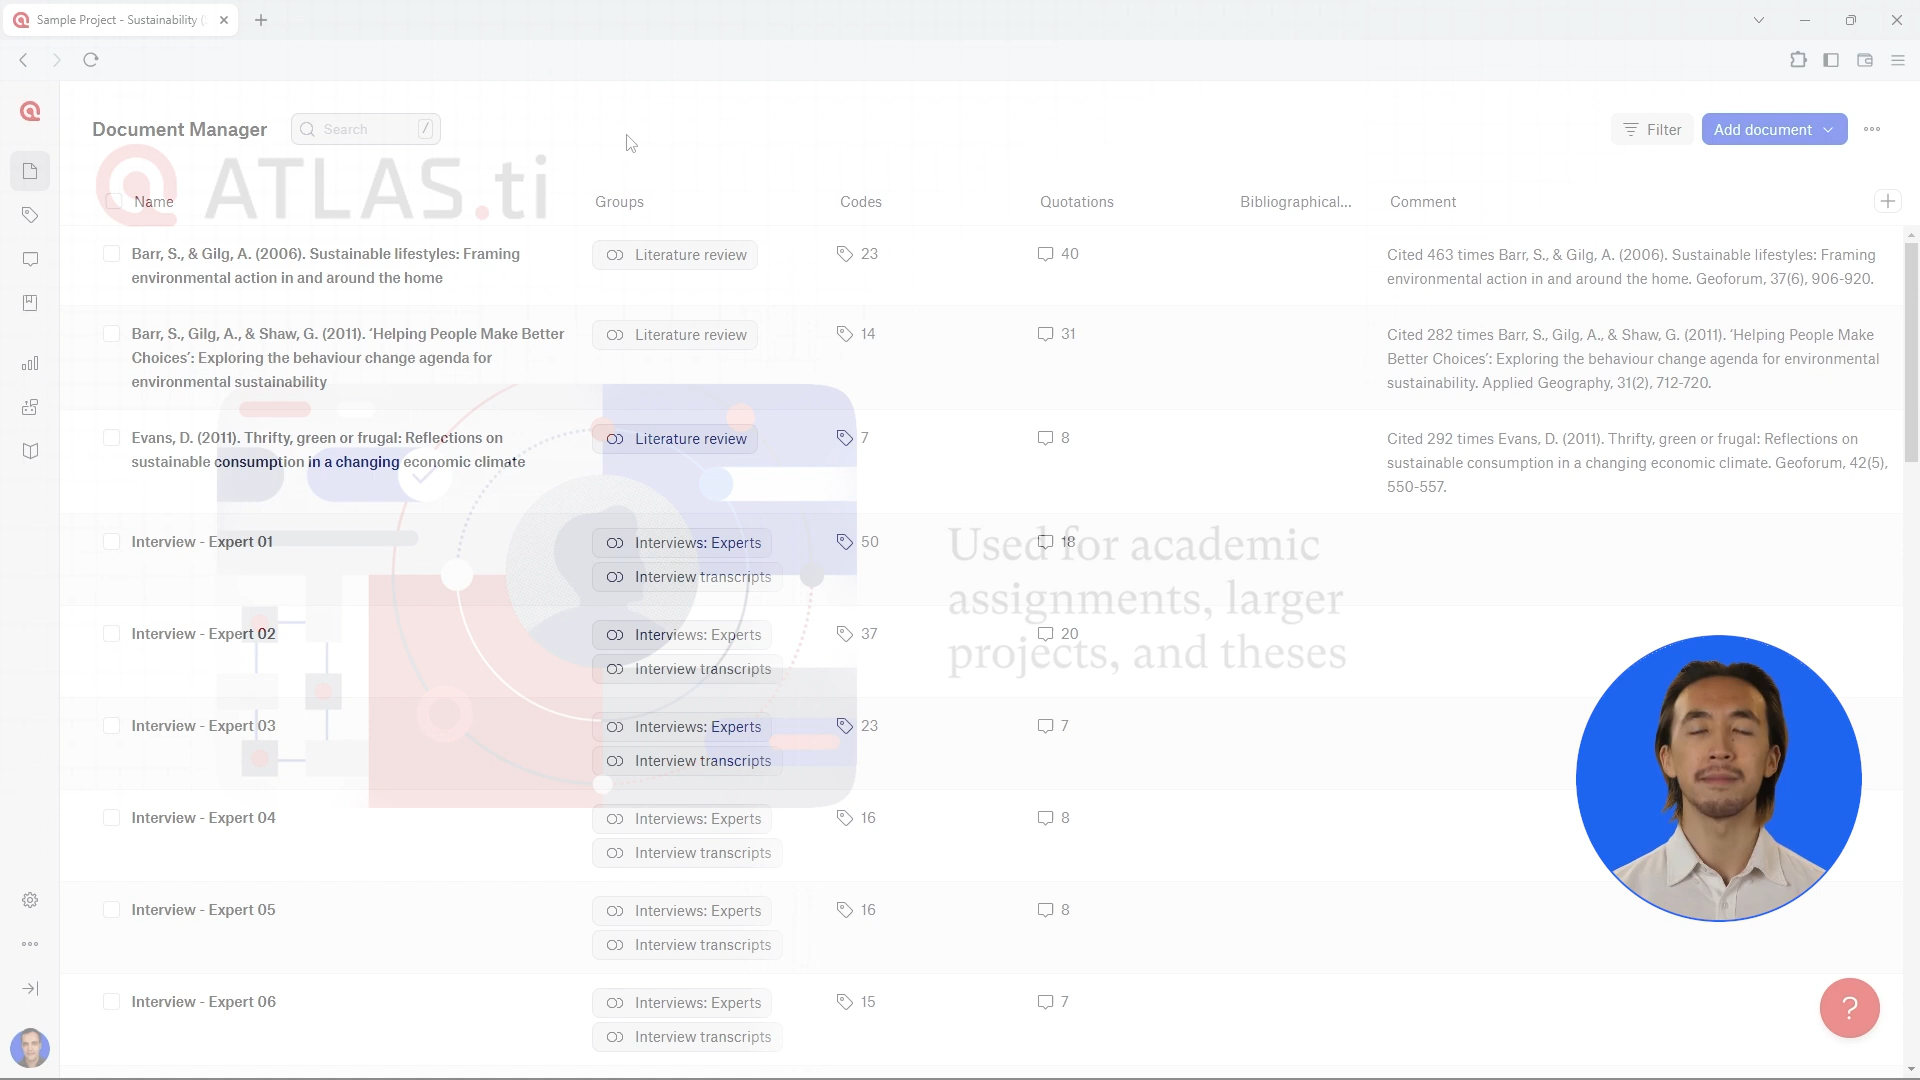 Sample Project - Sustainability (
Document Manager
Search /
Filter
Add document
ATLAS.ti
Name
Groups
Codes
Quotations
Bibliographical...
Comment
Barr, S., & Gilg, A. (2006). Sustainable lifestyles: Framing
environmental action in and around the home
Literature review
23
40
Cited 463 times Barr, S., & Gilg, A. (2006). Sustainable lifestyles: Framing
environmental action in and around the home. Geoforum, 37(6), 906-920.
Barr, S., Gilg, A., & Shaw, G. (2011). ‘Helping People Make Better
Choices’: Exploring the behaviour change agenda for
environmental sustainability
Literature review
14
31
Cited 282 times Barr, S., Gilg, A., & Shaw, G. (2011). ‘Helping People Make
Better Choices’: Exploring the behaviour change agenda for environmental
sustainability. Applied Geography, 31(2), 712-720.
Evans, D. (2011). Thrifty, green or frugal: Reflections on
sustainable consumption in a changing economic climate
Literature review
7
8
Cited 292 times Evans, D. (2011). Thrifty, green or frugal: Reflections on
sustainable consumption in a changing economic climate. Geoforum, 42(5),
550-557.
Interview - Expert 01
Interviews: Experts
Interview transcripts
50
18
Used for academic
assignments, larger
projects, and theses
Interview - Expert 02
Interviews: Experts
Interview transcripts
37
20
Interview - Expert 03
Interviews: Experts
Interview transcripts
23
7
Interview - Expert 04
Interviews: Experts
Interview transcripts
16
8
Interview - Expert 05
Interviews: Experts
Interview transcripts
16
8
Interview - Expert 06
Interviews: Experts
Interview transcripts
15
7
?